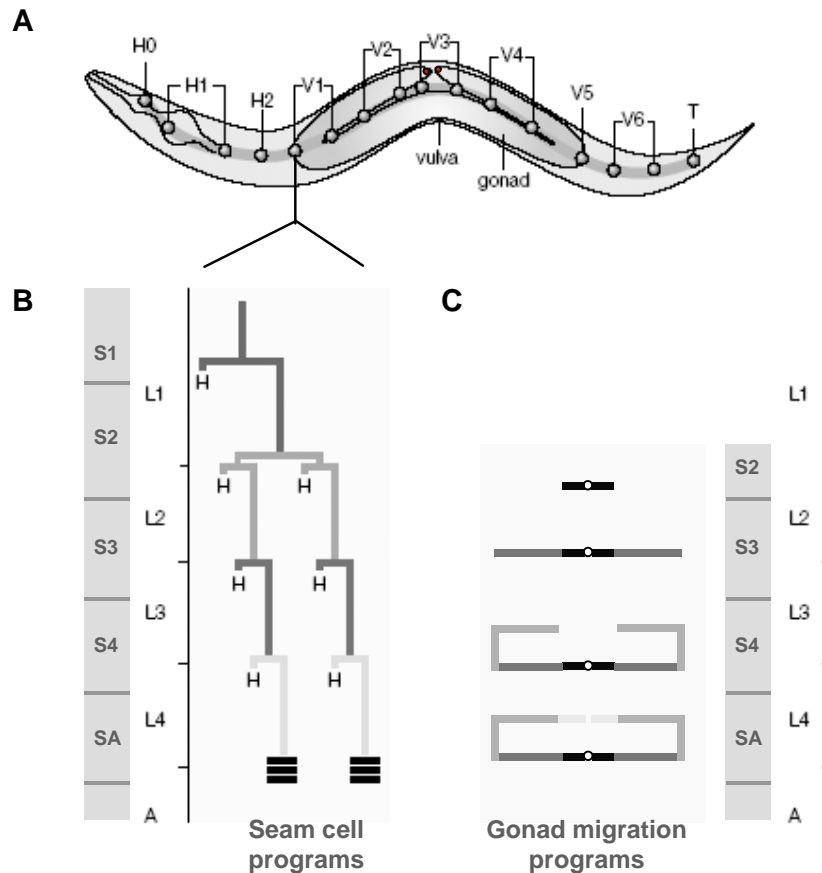 A
H0
H1
H2
V1
V2
V3
V4
V5
V6
T
vulva
gonad
B
C
S1
L1
H
S2
H
H
L2
S3
H
H
L3
S4
H
H
L4
SA
A
Seam cell
programs
L1
S2
L2
S3
L3
S4
L4
SA
A
Gonad migration
programs